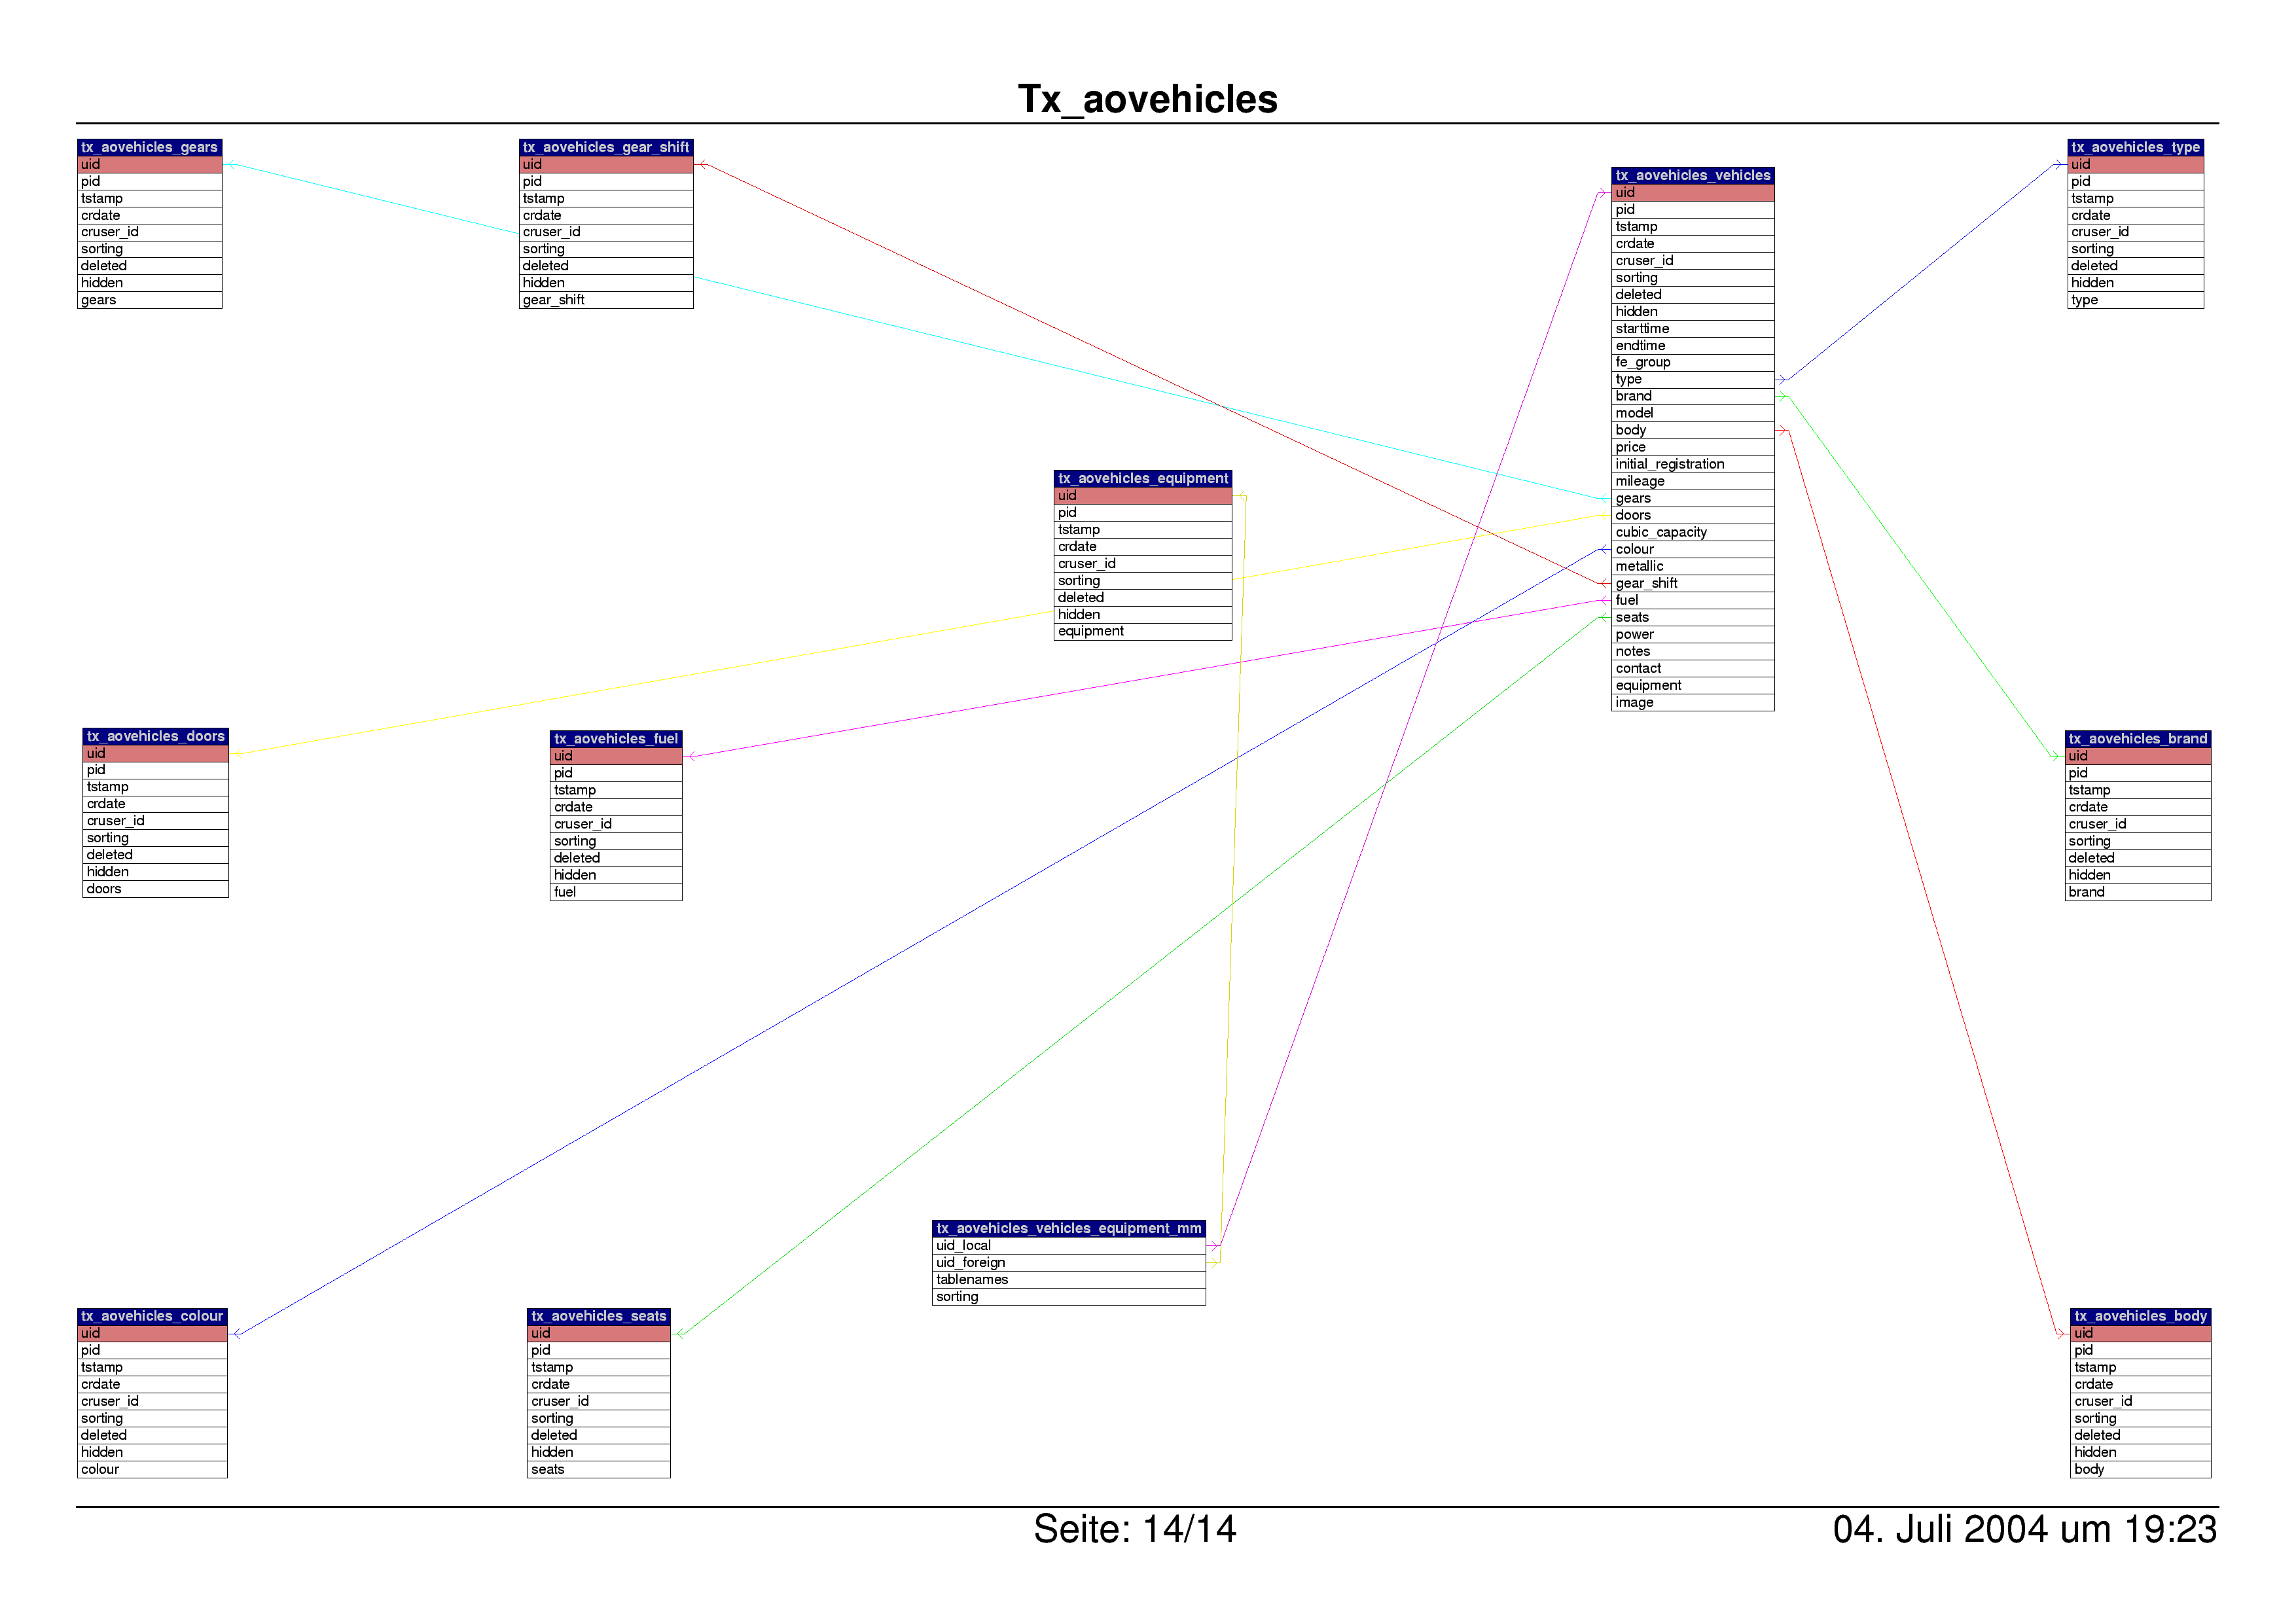 Tx_aovehicles
tx_aovehicles_gears
uid
pid
tstamp
crdate
cruser_id
sorting
deleted
hidden
gears
tx_aovehicles_gear_shift
uid
pid
tstamp
crdate
cruser_id
sorting
deleted
hidden
gear_shift
tx_aovehicles_vehicles
uid
pid
tstamp
crdate
cruser_id
sorting
deleted
hidden
starttime
endtime
fe_group
type
brand
model
body
price
initial_registration
mileage
gears
doors
cubic_capacity
colour
metallic
gear_shift
fuel
seats
power
notes
contact
equipment
image
tx_aovehicles_type
uid
pid
tstamp
crdate
cruser_id
sorting
deleted
hidden
type
tx_aovehicles_equipment
uid
pid
tstamp
crdate
cruser_id
sorting
deleted
hidden
equipment
tx_aovehicles_doors
uid
pid
tstamp
crdate
cruser_id
sorting
deleted
hidden
doors
tx_aovehicles_fuel
uid
pid
tstamp
crdate
cruser_id
sorting
deleted
hidden
fuel
tx_aovehicles_brand
uid
pid
tstamp
crdate
cruser_id
sorting
deleted
hidden
brand
tx_aovehicles_vehicles_equipment_mm
uid_local
uid_foreign
tablenames
sorting
tx_aovehicles_colour
uid
pid
tstamp
crdate
cruser_id
sorting
deleted
hidden
colour
tx_aovehicles_seats
uid
pid
tstamp
crdate
cruser_id
sorting
deleted
hidden
seats
tx_aovehicles_body
uid
pid
tstamp
crdate
cruser_id
sorting
deleted
hidden
body
Seite: 14/14
04. Juli 2004 um 19:23